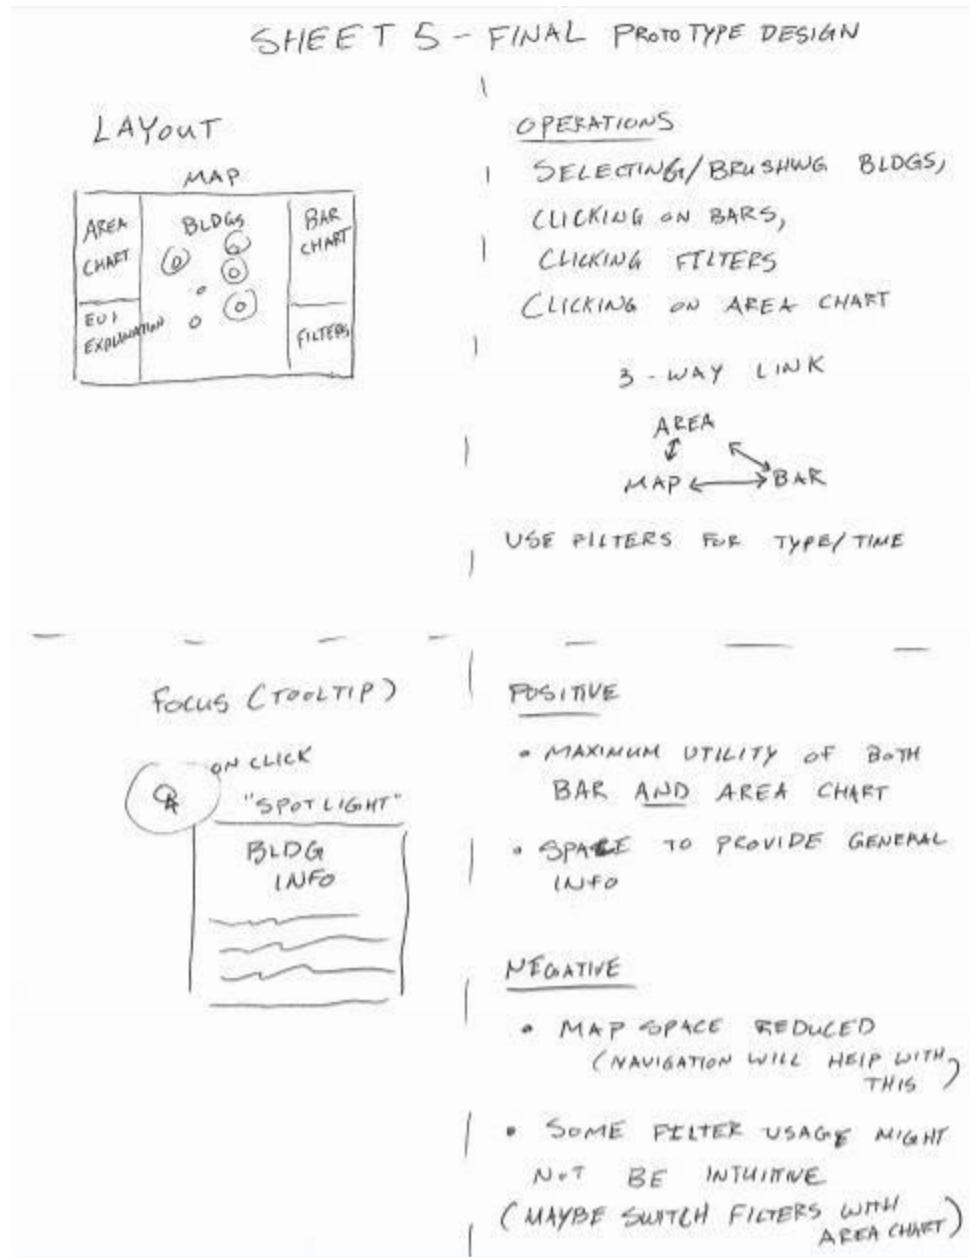 SHEET 5 - FINAL PROTOTYPE DESIGN
LAYOUT
MAP
AREA
CHART
EUI
EXPLANATION
BLDGS
BAR
CHART
FILTERS
OPERATIONS
SELECTING/BRUSHING BLDGS,
CLICKING ON BARS,
CLICKING FILTERS
CLICKING ON AREA CHART
3-WAY LINK
AREA
MAP
BAR
USE FILTERS FOR TYPE/TIME
FOCUS (TOOLTIP)
ON CLICK
"SPOTLIGHT"
BLDG
INFO
POSITIVE
• MAXIMUM UTILITY OF BOTH
BAR AND AREA CHART
• SPACE TO PROVIDE GENERAL
INFO
NEGATIVE
• MAP SPACE REDUCED
(NAVIGATION WILL HELP WITH
THIS)
• SOME FILTER USAGE MIGHT
NOT BE INTUITIVE
(MAYBE SWITCH FILTERS WITH
AREA CHART)